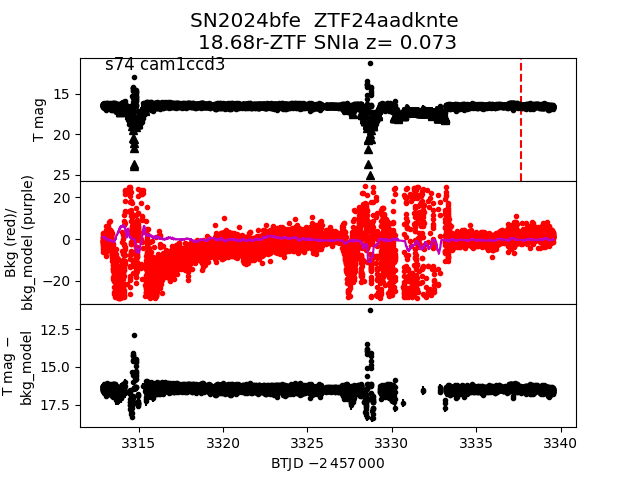 SN2024bfe  ZTF24aadknte
18.68r-ZTF SNIa z= 0.073
s74 cam1ccd3
T mag
15
20
25
Bkg (red)/
bkg_model (purple)
20
0
−20
T mag −
bkg_model
12.5
15.0
17.5
3315 3320 3325 3330 3335 3340
BTJD −2 457 000